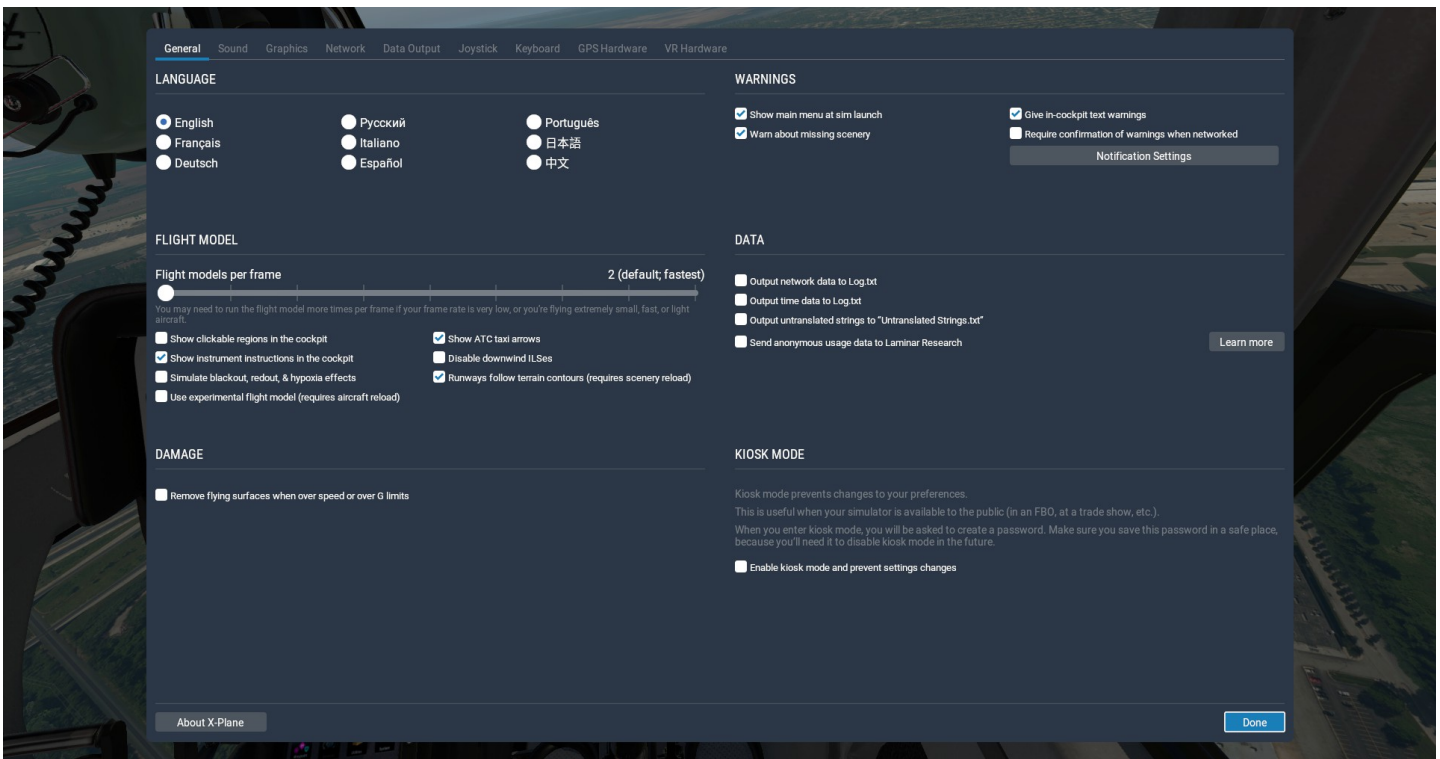 General Sound Graphics Network Data Output Joystick Keyboard GPS Hardware VR Hardware
LANGUAGE
English
Français
Deutsch
Русский
Italiano
Español
Português
日本語
中文
WARNINGS
Show main menu at sim launch
Warn about missing scenery
Give in-cockpit text warnings
Require confirmation of warnings when networked
Notification Settings
FLIGHT MODEL
Flight models per frame 2 (default; fastest)
You may need to run the flight model more times per frame if your frame rate is very low, or you're flying extremely small, fast, or light
aircraft.
Show clickable regions in the cockpit
Show instrument instructions in the cockpit
Simulate blackout, redout, & hypoxia effects
Use experimental flight model (requires aircraft reload)
Show ATC taxi arrows
Disable downwind ILSes
Runways follow terrain contours (requires scenery reload)
DATA
Output network data to Log.txt
Output time data to Log.txt
Output untranslated strings to "Untranslated Strings.txt"
Send anonymous usage data to Laminar Research
Learn more
DAMAGE
Remove flying surfaces when over speed or over G limits
KIOSK MODE
Kiosk mode prevents changes to your preferences.
This is useful when your simulator is available to the public (in an FBO, at a trade show, etc.).
When you enter kiosk mode, you will be asked to create a password. Make sure you save this password in a safe place,
because you'll need it to disable kiosk mode in the future.
Enable kiosk mode and prevent settings changes
About X-Plane
Done